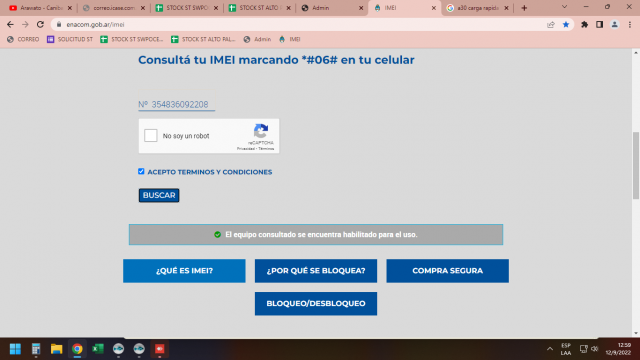 Arawato - Canib
correo.icase.com
STOCK ST SWPOC
STOCK ST ALTO P
Admin
IMEI
a30 carga rapid
enacom.gob.ar/imei
CORREO
SOLICITUD ST
STOCK ST SWPOCE...
STOCK ST ALTO PAL...
Admin
IMEI
Consultá tu IMEI marcando *#06# en tu celular
Nº 354836092208
No soy un robot
reCAPTCHA
Privacidad - Términos
ACEPTO TERMINOS Y CONDICIONES
BUSCAR
El equipo consultado se encuentra habilitado para el uso.
¿QUÉ ES IMEI?
¿POR QUÉ SE BLOQUEA?
COMPRA SEGURA
BLOQUEO/DESBLOQUEO
ESP
LAA
12:59
12/9/2022